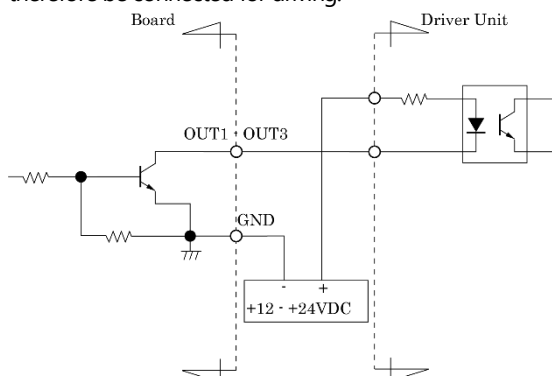 therefore be connected for driving.
Board
Driver Unit
OUT1 · OUT3
GND
- +
+12 - +24VDC